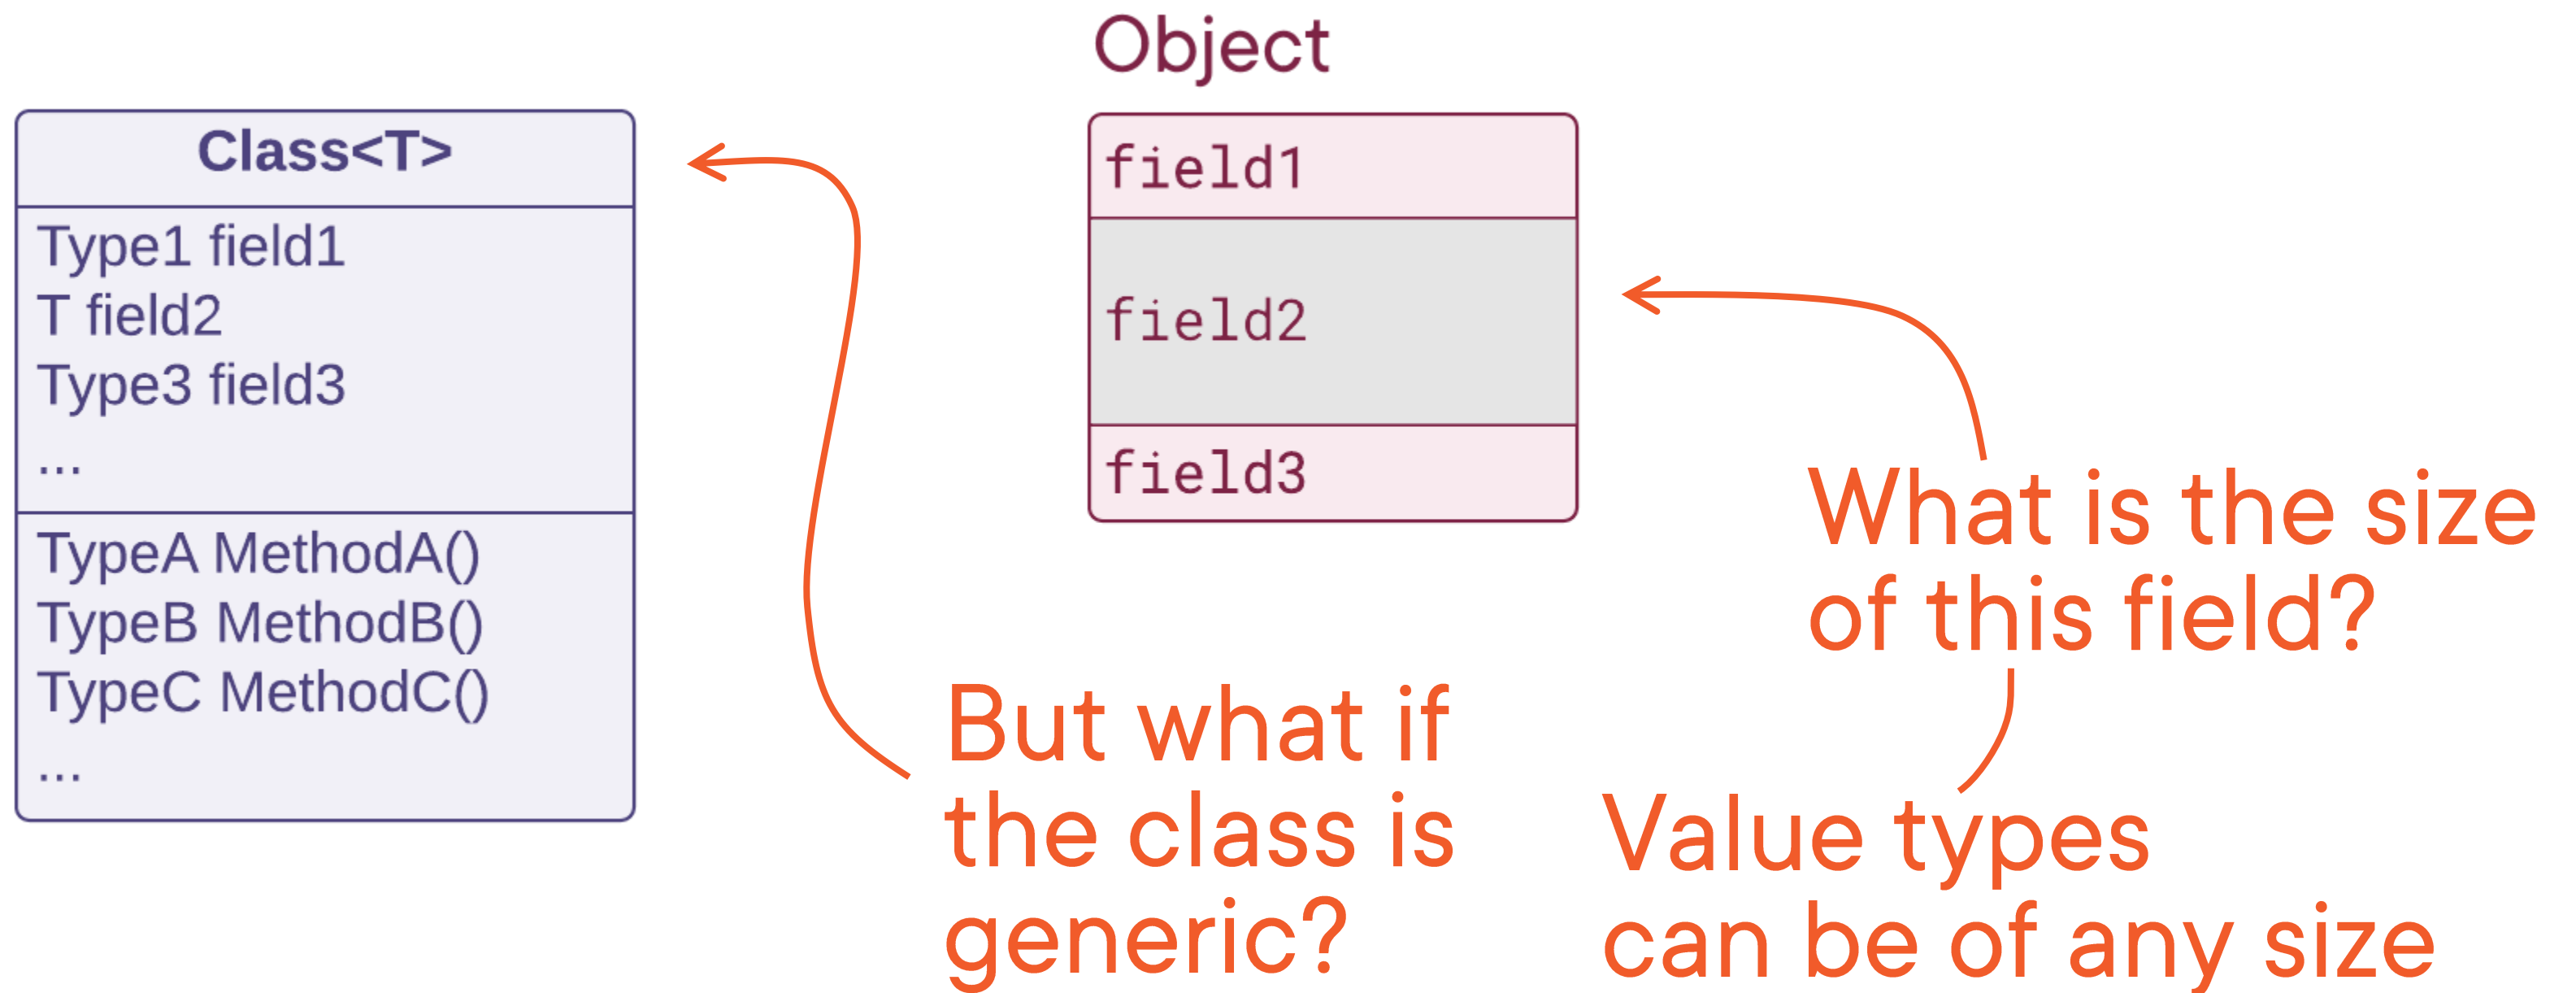 Class<T>
Type1 field1
T field2
Type3 field3
...
TypeA MethodA()
TypeB MethodB()
TypeC MethodC()
...
Object
field1
field2
field3
But what if
the class is
generic?
What is the size
of this field?
Value types
can be of any size